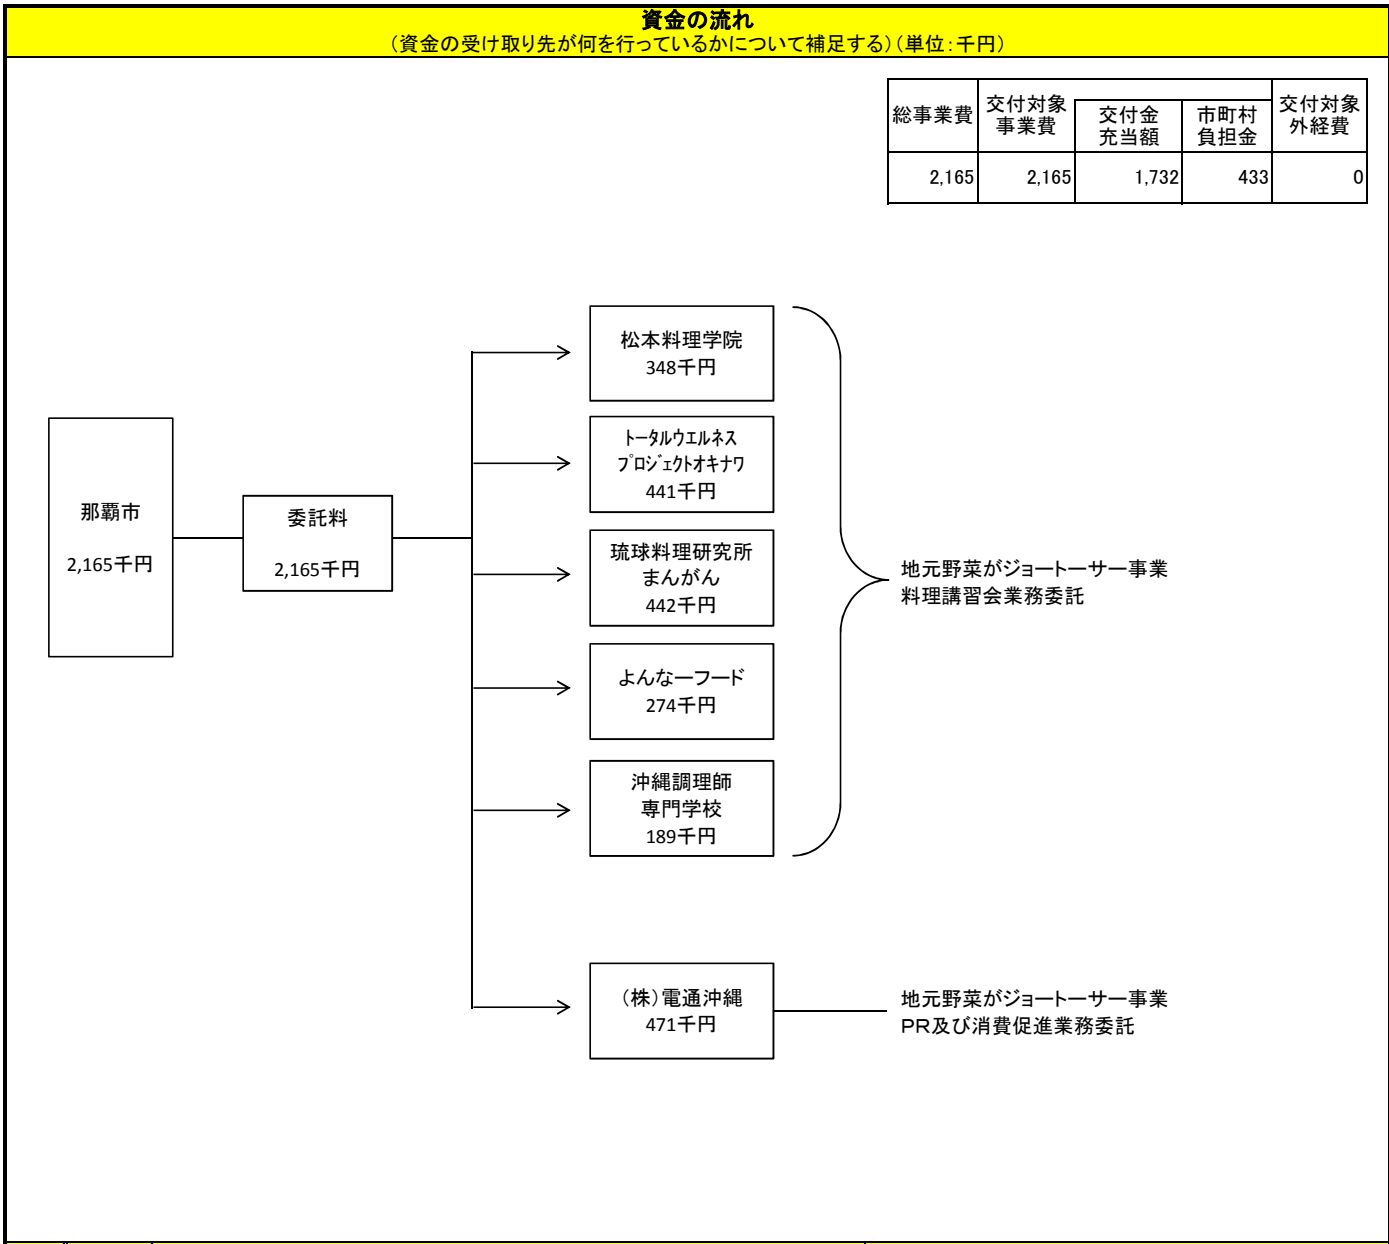 資金の流れ
（資金の受け取り先が何を行っているかについて補足する）（単位：千円）
総事業費
交付対象
事業費
交付金
充当額
市町村
負担金
交付対象
外経費
2,165
2,165
1,732
433
0
那覇市
2,165千円
委託料
2,165千円
松本料理学院
348千円
ﾄｰﾀﾙｳｴﾙﾈｽ
ﾌﾟﾛｼﾞｪｸﾄｵｷﾅﾜ
441千円
琉球料理研究所
まんがん
442千円
よんなーフード
274千円
沖縄調理師
専門学校
189千円
地元野菜がジョートーサー事業
料理講習会業務委託
（株）電通沖縄
471千円
地元野菜がジョートーサー事業
PR及び消費促進業務委託